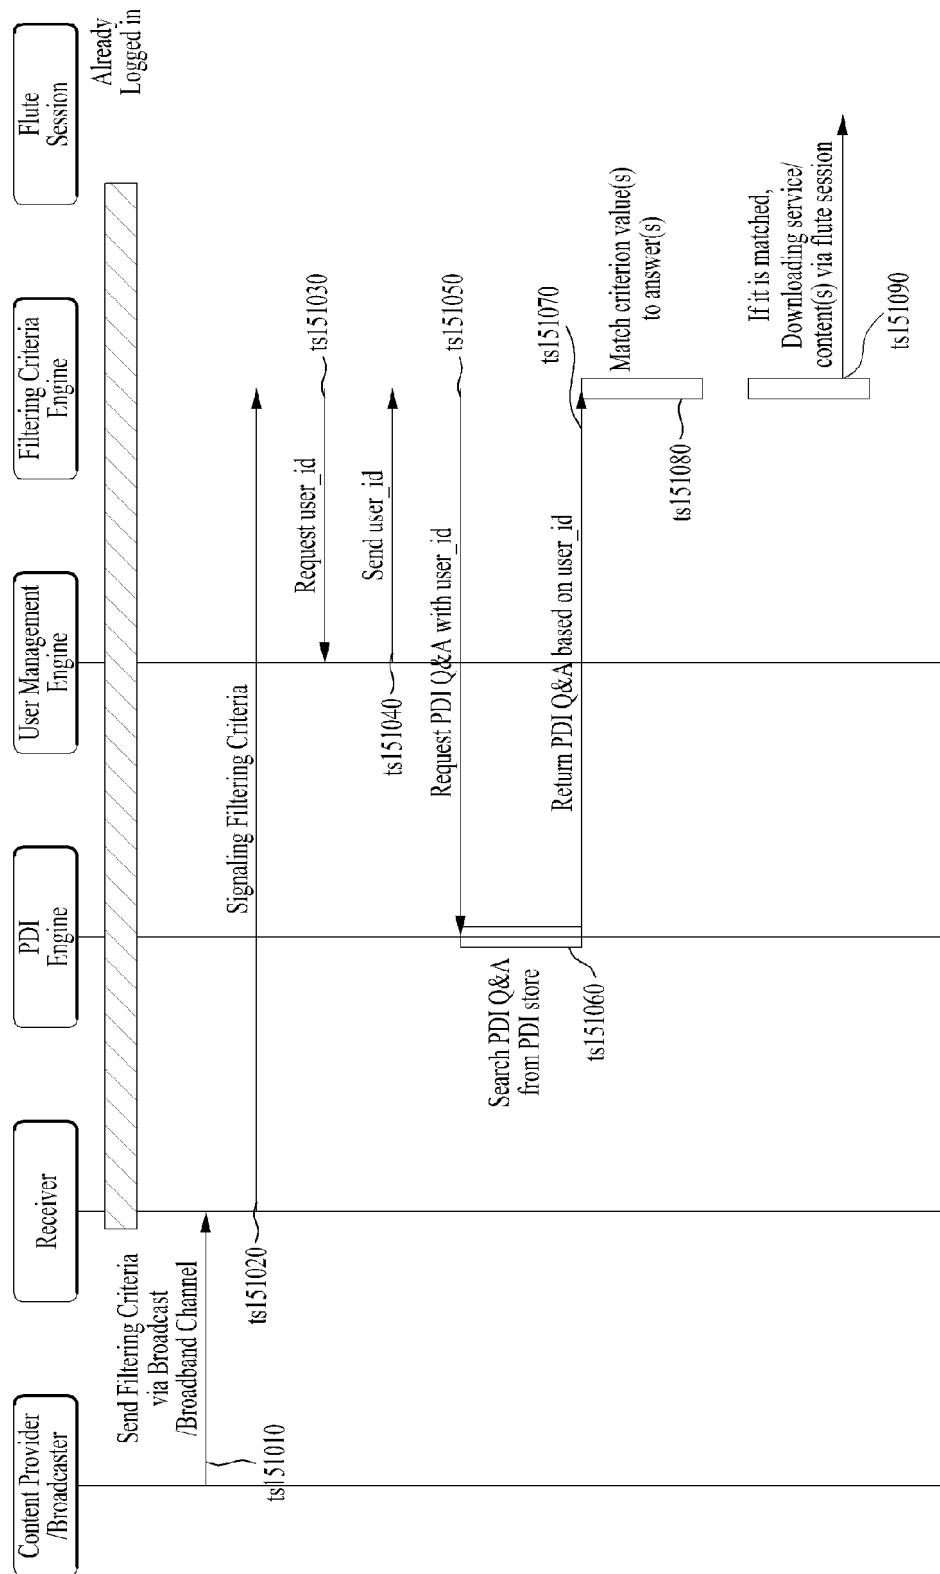 Content Provider
/Broadcaster
Receiver
PDI
Engine
User Management
Engine
Filtering Criteria
Engine
Flute
Session
Already
Logged in
Send Filtering Criteria
via Broadcast
/Broadband Channel
ts151010
Signaling Filtering Criteria
ts151020
Request user_id
ts151030
Send user_id
ts151040
Request PDI Q&A with user_id
ts151050
Search PDI Q&A
from PDI store
ts151060
Return PDI Q&A based on user_id
ts151070
Match criterion value(s)
to answer(s)
ts151080
If it is matched,
Downloading service/
content(s) via flute session
ts151090